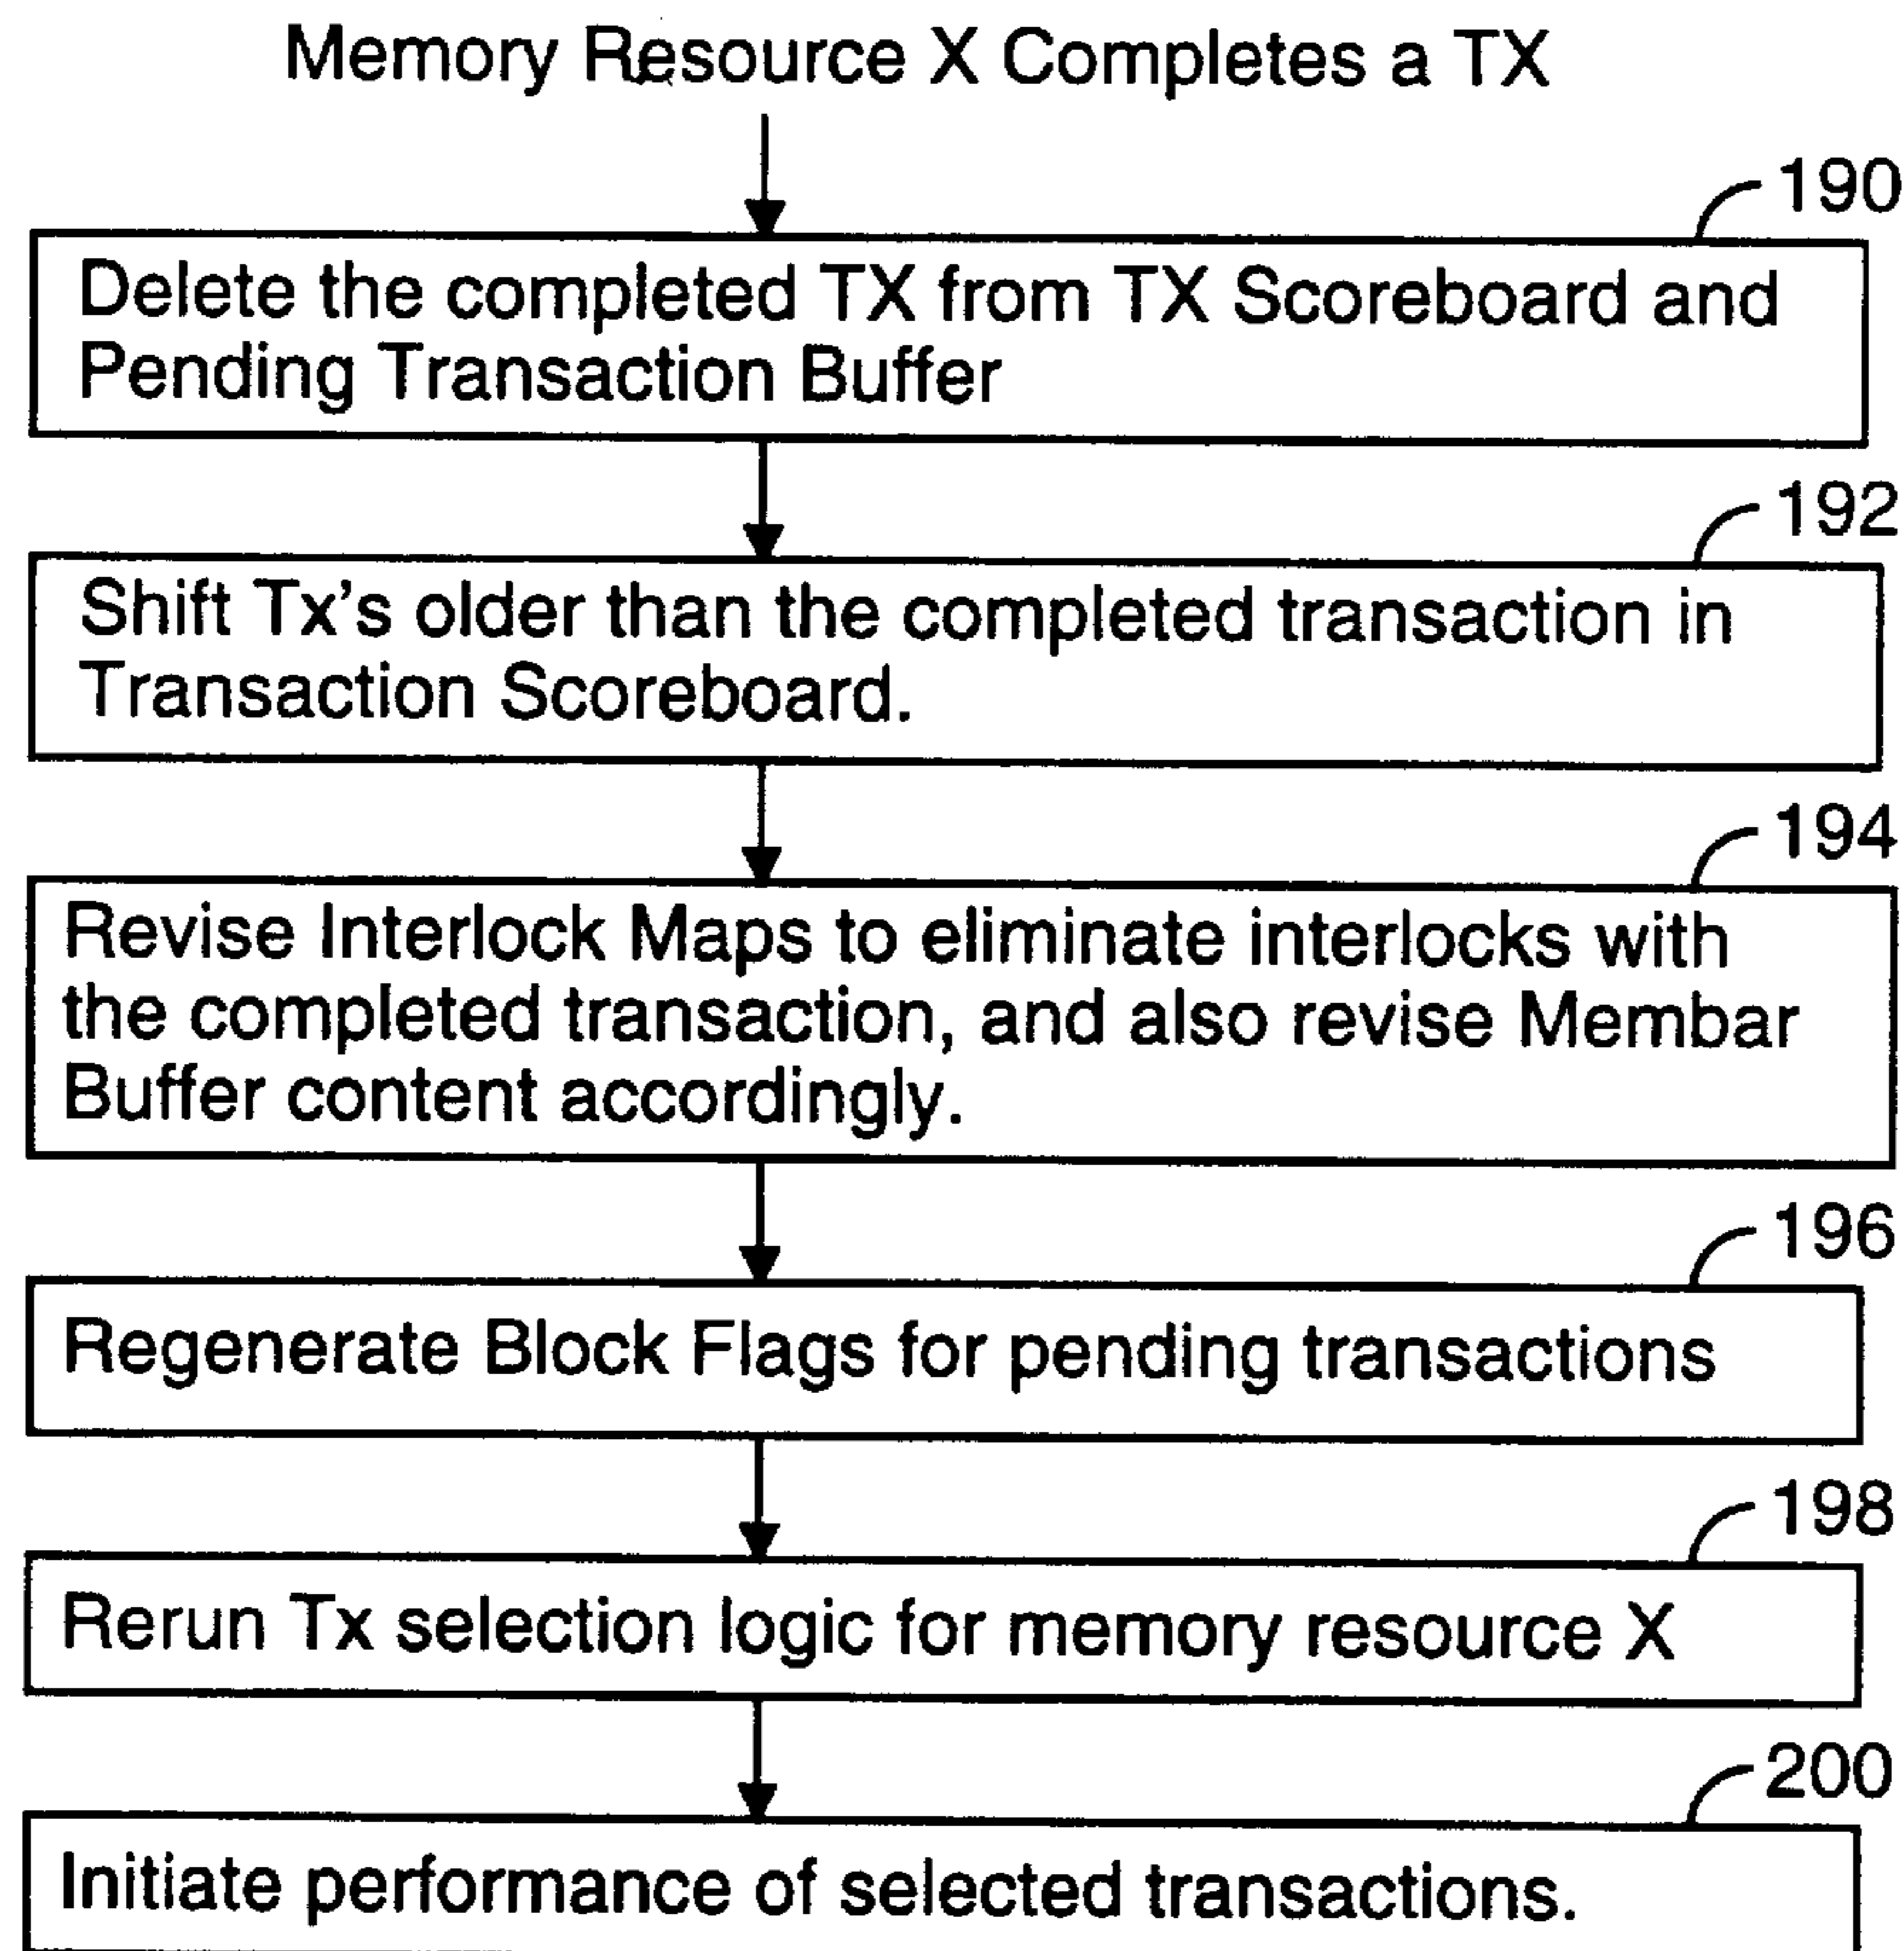 Memory Resource X Completes a TX
190
Delete the completed TX from TX Scoreboard and
Pending Transaction Buffer
192
Shift Tx's older than the completed transaction in
Transaction Scoreboard.
194
Revise Interlock Maps to eliminate interlocks with
the completed transaction, and also revise Membar
Buffer content accordingly.
196
Regenerate Block Flags for pending transactions
198
Rerun Tx selection logic for memory resource X
200
Initiate performance of selected transactions.